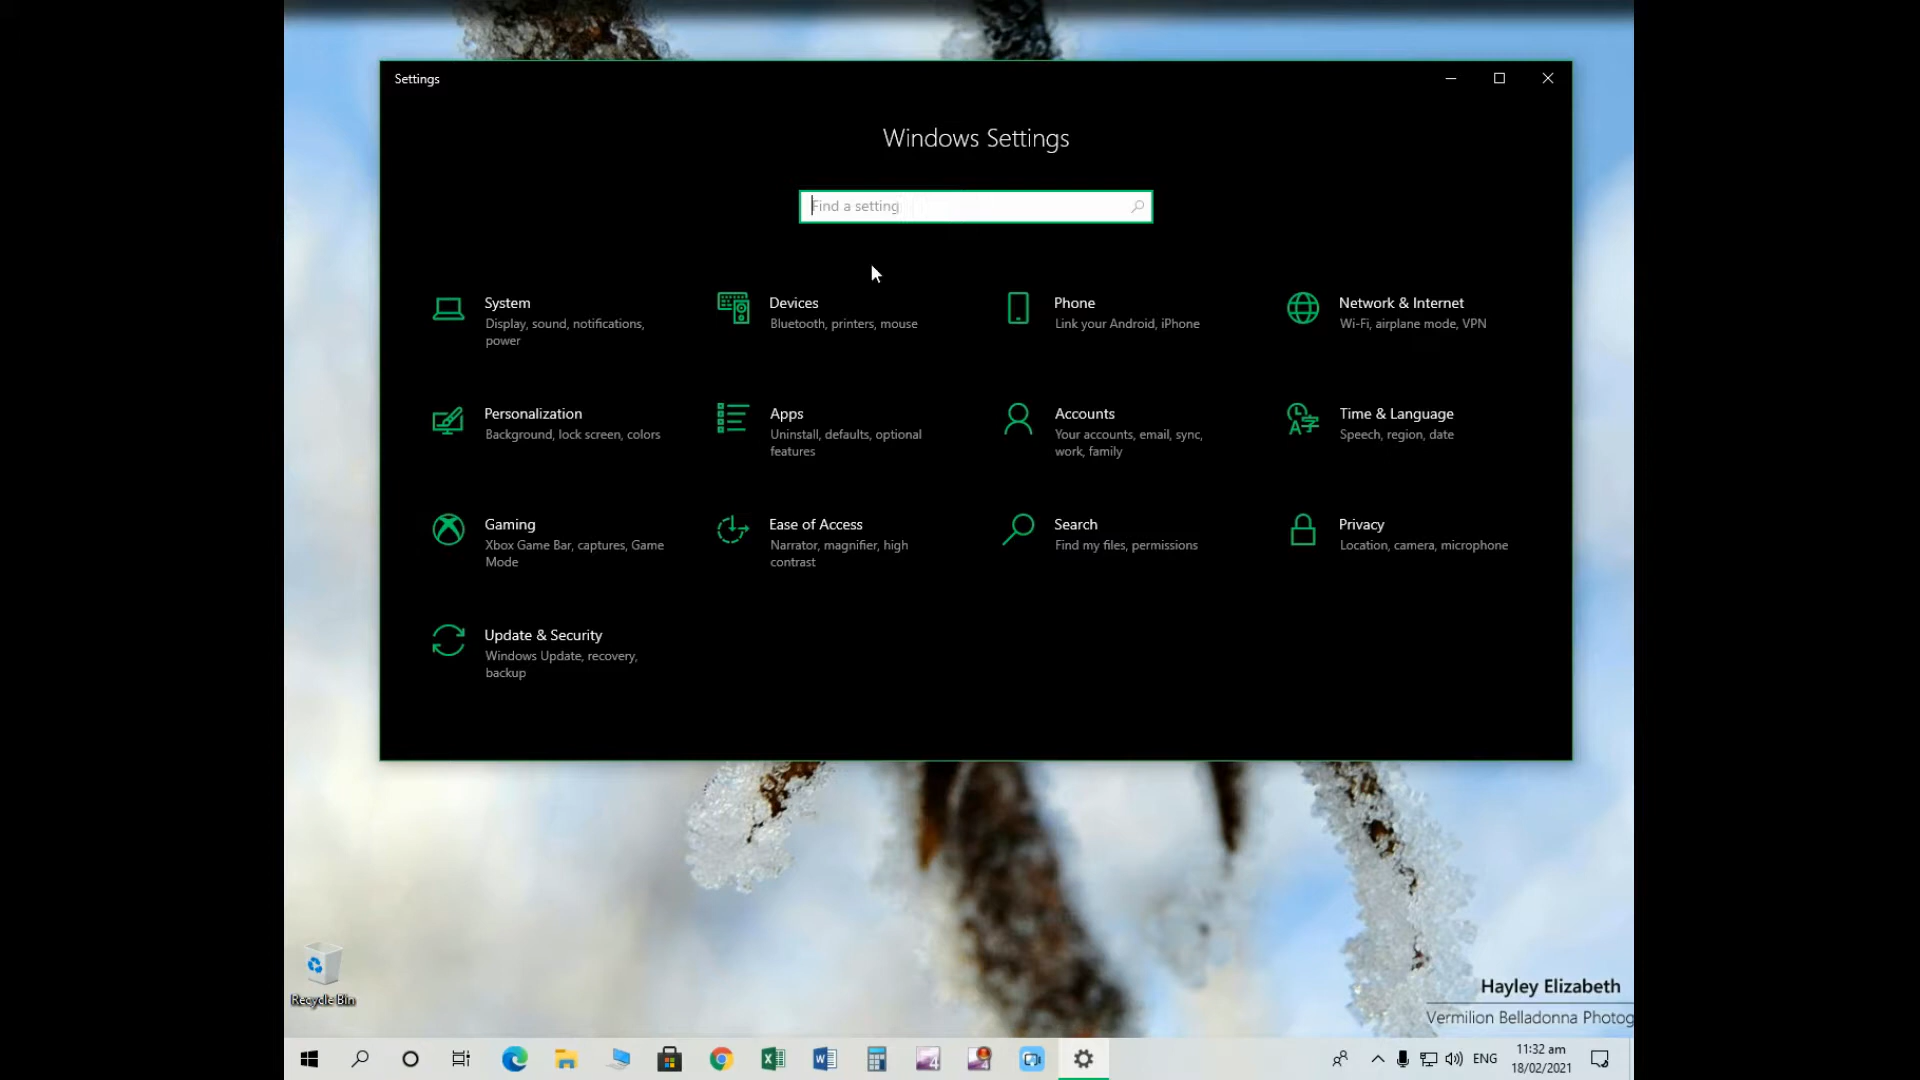 Settings
Windows Settings
Find a setting
System
Display, sound, notifications,
power
Devices
Bluetooth, printers, mouse
Phone
Link your Android, iPhone
Network & Internet
Wi-Fi, airplane mode, VPN
Personalization
Background, lock screen, colors
Apps
Uninstall, defaults, optional
features
Accounts
Your accounts, email, sync,
work, family
Time & Language
Speech, region, date
Gaming
Xbox Game Bar, captures, Game
Mode
Ease of Access
Narrator, magnifier, high
contrast
Search
Find my files, permissions
Privacy
Location, camera, microphone
Update & Security
Windows Update, recovery,
backup
Recycle Bin
Hayley Elizabeth
Vermilion Belladonna Photog
ENG
11:32 am
18/02/2021